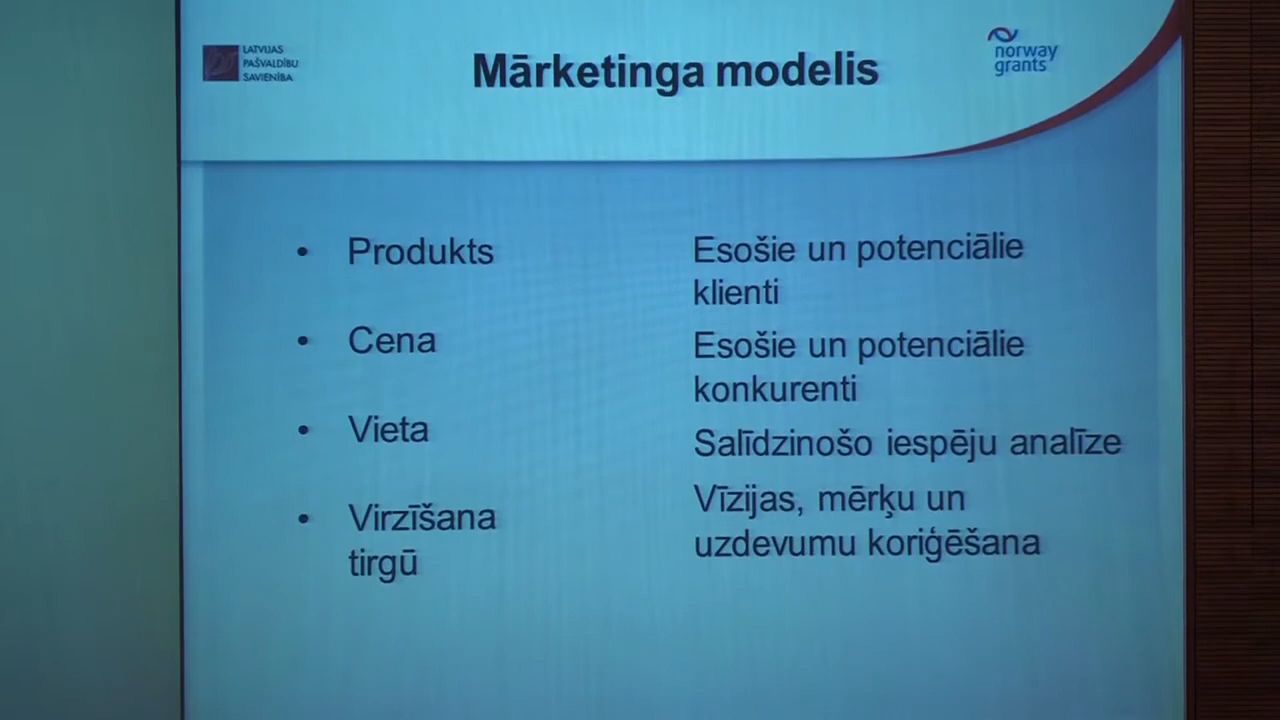 LATVIJAS
PAŠVALDĪBU
SAVIENĪBA
Mārketinga modelis
norway
grants
• Produkts
• Cena
• Vieta
• Virzīšana
tirgū
Esošie un potenciālie
klienti
Esošie un potenciālie
konkurenti
Salīdzinošo iespēju analīze
Vīzijas, mērķu un
uzdevumu koriģēšana